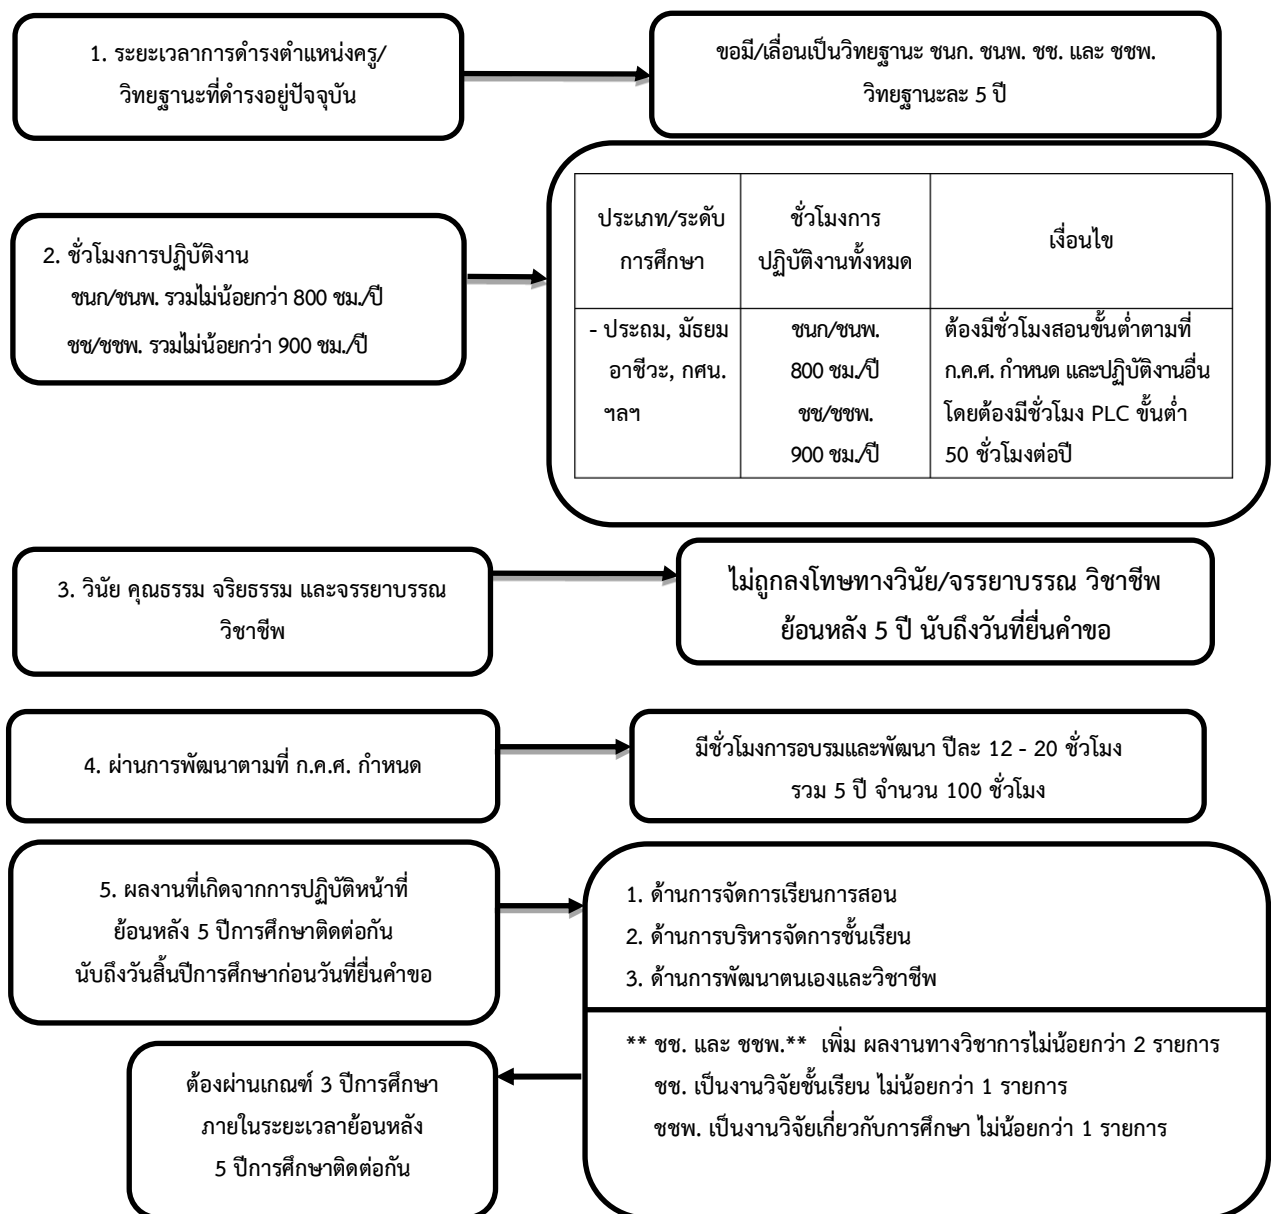 1. ระยะเวลาการดำรงตำแหน่งครู/
วิทยฐานะที่ดำรงอยู่ปัจจุบัน
ขอมี/เลื่อนเป็นวิทยฐานะ ชนก. ชนพ. ชช. และ ชชพ.
วิทยฐานะละ 5 ปี
2. ชั่วโมงการปฏิบัติงาน
ชนก/ชนพ. รวมไม่น้อยกว่า 800 ชม./ปี
ชช/ชชพ. รวมไม่น้อยกว่า 900 ชม./ปี
ประเภท/ระดับ
การศึกษา
ชั่วโมงการ
ปฏิบัติงานทั้งหมด
เงื่อนไข
- ประถม, มัธยม
อาชีวะ, กศน.
ฯลฯ
ชนก/ชนพ.
800 ชม./ปี
ชช/ชชพ.
900 ชม./ปี
ต้องมีชั่วโมงสอนขั้นต่ำตามที่
ก.ค.ศ. กำหนด และปฏิบัติงานอื่น
โดยต้องมีชั่วโมง PLC ขั้นต่ำ
50 ชั่วโมงต่อปี
3. วินัย คุณธรรม จริยธรรม และจรรยาบรรณ
วิชาชีพ
ไม่ถูกลงโทษทางวินัย/จรรยาบรรณ วิชาชีพ
ย้อนหลัง 5 ปี นับถึงวันที่ยื่นคำขอ
4. ผ่านการพัฒนาตามที่ ก.ค.ศ. กำหนด
มีชั่วโมงการอบรมและพัฒนา ปีละ 12 - 20 ชั่วโมง
รวม 5 ปี จำนวน 100 ชั่วโมง
5. ผลงานที่เกิดจากการปฏิบัติหน้าที่
ย้อนหลัง 5 ปีการศึกษาติดต่อกัน
นับถึงวันสิ้นปีการศึกษาก่อนวันที่ยื่นคำขอ
1. ด้านการจัดการเรียนการสอน
2. ด้านการบริหารจัดการชั้นเรียน
3. ด้านการพัฒนาตนเองและวิชาชีพ
** ชช. และ ชชพ.** เพิ่ม ผลงานทางวิชาการไม่น้อยกว่า 2 รายการ
ชช. เป็นงานวิจัยชั้นเรียน ไม่น้อยกว่า 1 รายการ
ชชพ. เป็นงานวิจัยเกี่ยวกับการศึกษา ไม่น้อยกว่า 1 รายการ
ต้องผ่านเกณฑ์ 3 ปีการศึกษา
ภายในระยะเวลาย้อนหลัง
5 ปีการศึกษาติดต่อกัน